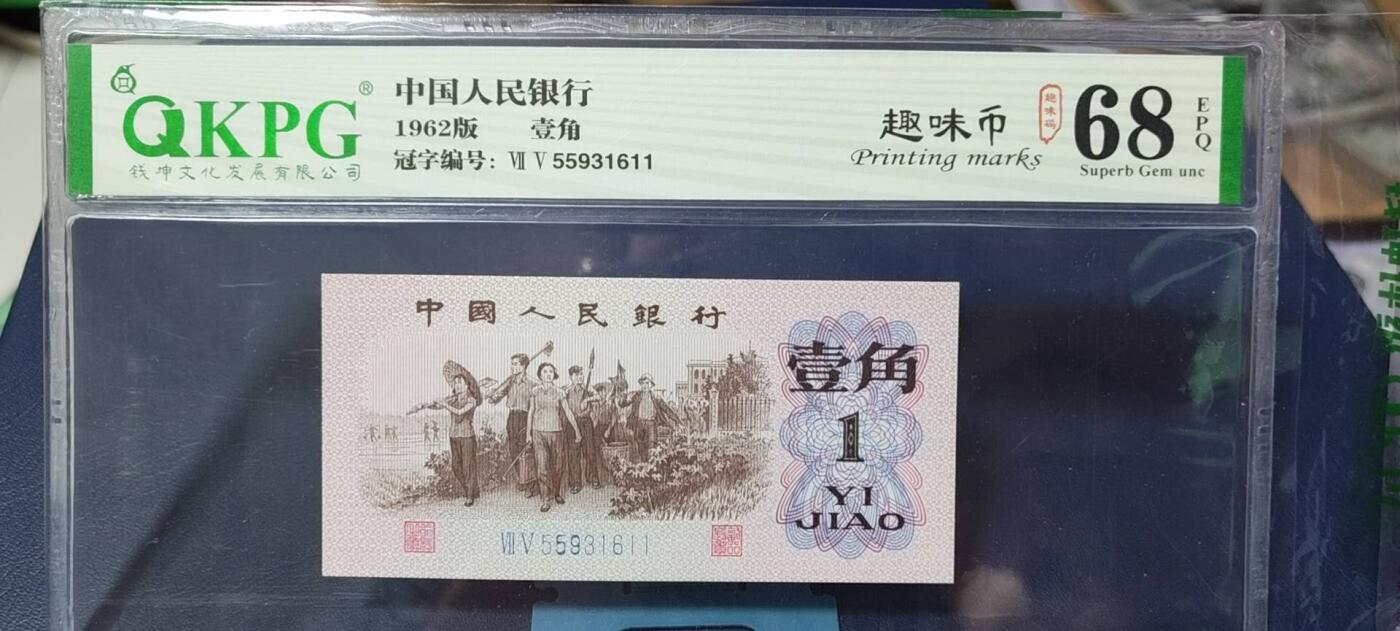 QKPG®
钱坤文化发展有限公司
中国人民银行
1962版 壹角
冠字编号: Ⅶ Ⅴ 55931611
趣味币
Printing marks
趣味码
68
EPQ
Superb Gem unc
中國人民銀行
壹角
1
YI
JIAO
Ⅶ Ⅴ 55931611